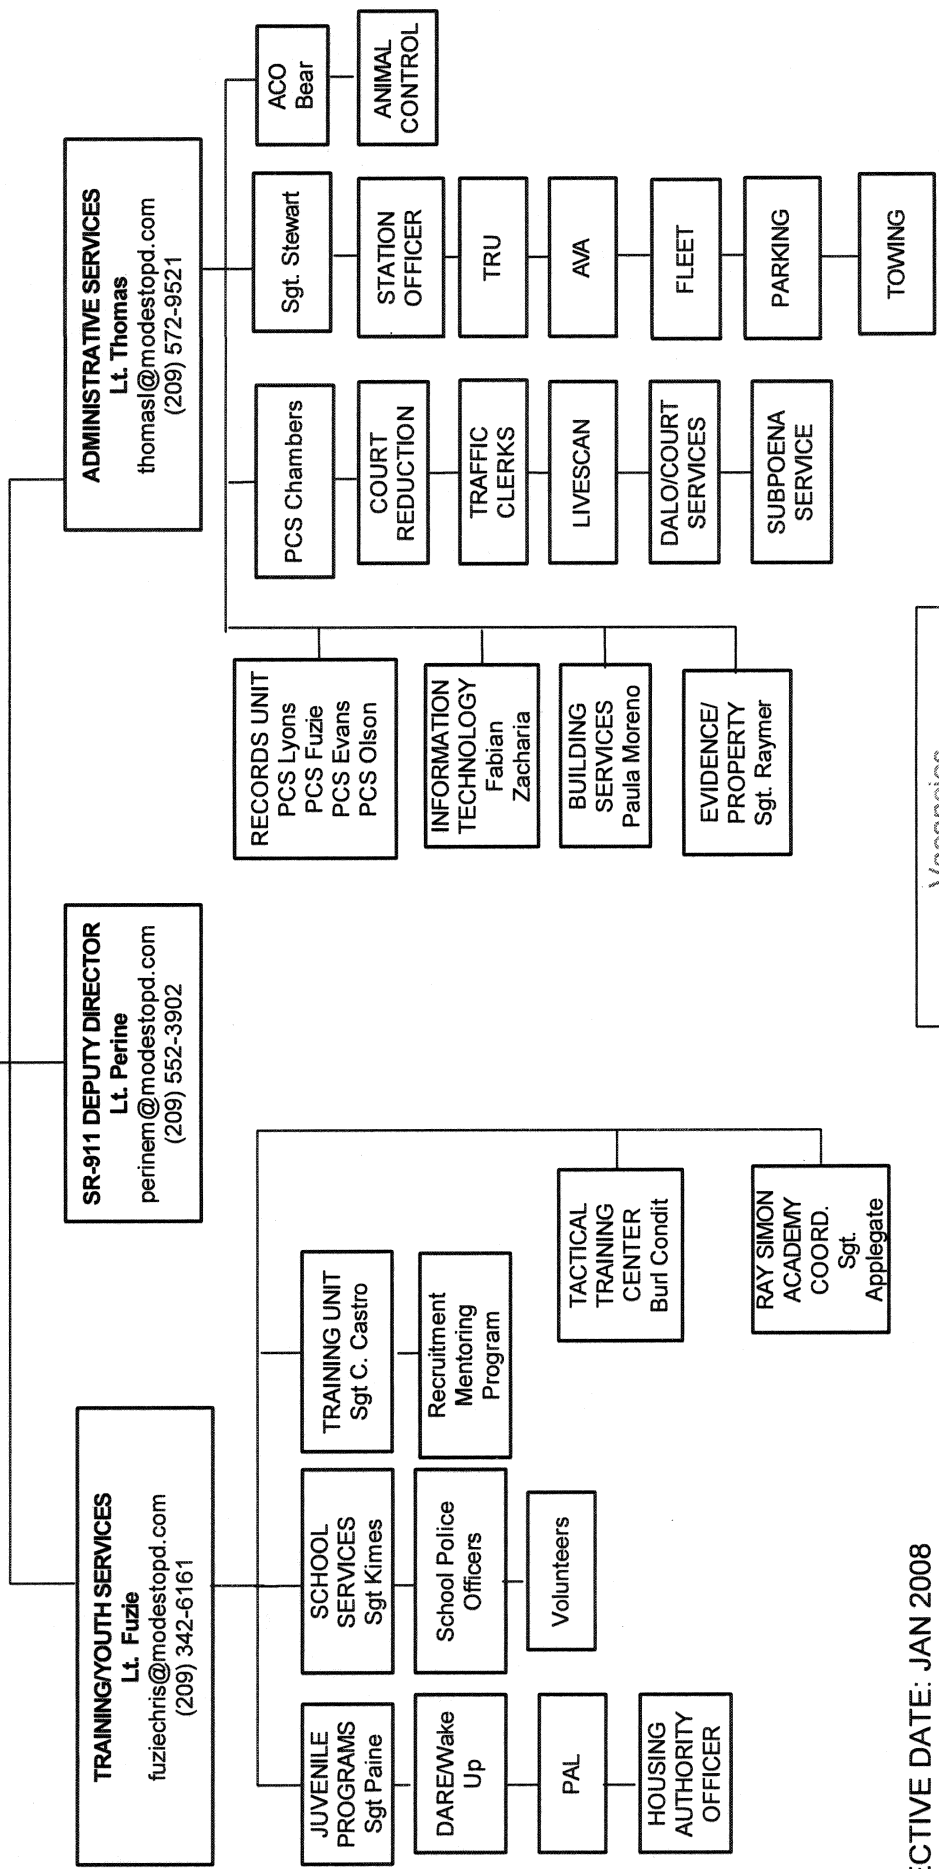 TRAINING/YOUTH SERVICES
Lt. Fuzie
fuziechris@modestopd.com
(209) 342-6161
SR-911 DEPUTY DIRECTOR
Lt. Perine
perinem@modestopd.com
(209) 552-3902
ADMINISTRATIVE SERVICES
Lt. Thomas
thomasl@modestopd.com
(209) 572-9521
JUVENILE
PROGRAMS
Sgt Paine
DARE/Wake
Up
PAL
HOUSING
AUTHORITY
OFFICER
SCHOOL
SERVICES
Sgt Kimes
School Police
Officers
Volunteers
TRAINING UNIT
Sgt C. Castro
Recruitment
Mentoring
Program
TACTICAL
TRAINING
CENTER
Burl Condit
RAY SIMON
ACADEMY
COORD.
Sgt.
Applegate
RECORDS UNIT
PCS Lyons
PCS Fuzie
PCS Evans
PCS Olson
INFORMATION
TECHNOLOGY
Fabian
Zacharia
BUILDING
SERVICES
Paula Moreno
EVIDENCE/
PROPERTY
Sgt. Raymer
PCS Chambers
COURT
REDUCTION
TRAFFIC
CLERKS
LIVESCAN
DALO/COURT
SERVICES
SUBPOENA
SERVICE
Sgt. Stewart
STATION
OFFICER
TRU
AVA
FLEET
PARKING
TOWING
ACO
Bear
ANIMAL
CONTROL
Vacancies
ECTIVE DATE: JAN 2008